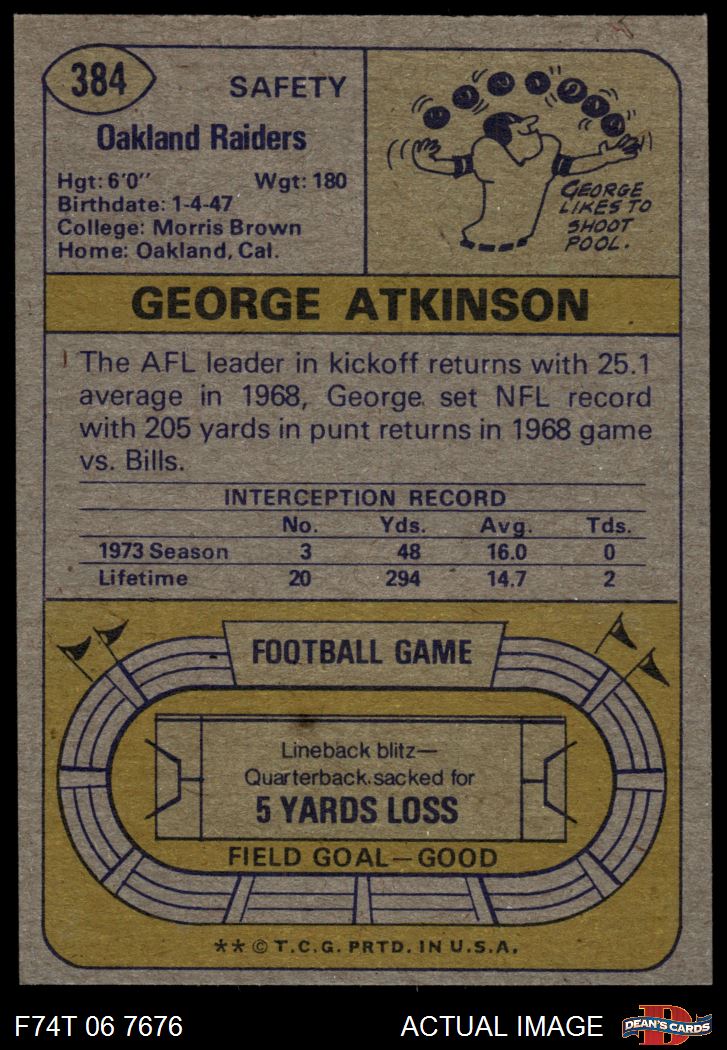 384
SAFETY
Oakland Raiders
Hgt: 6'0" Wgt: 180
Birthdate: 1-4-47
College: Morris Brown
Home: Oakland, Cal.
GEORGE
LIKES TO
SHOOT
POOL.
GEORGE ATKINSON
The AFL leader in kickoff returns with 25.1
average in 1968, George set NFL record
with 205 yards in punt returns in 1968 game
vs. Bills.
INTERCEPTION RECORD
No. Yds. Avg. Tds.
1973 Season 3 48 16.0 0
Lifetime 20 294 14.7 2
FOOTBALL GAME
Lineback blitz—
Quarterback sacked for
5 YARDS LOSS
FIELD GOAL—GOOD
** © T.C.G. PRTD. IN U.S.A.
F74T 06 7676 ACTUAL IMAGE
D
DEAN'S CARDS